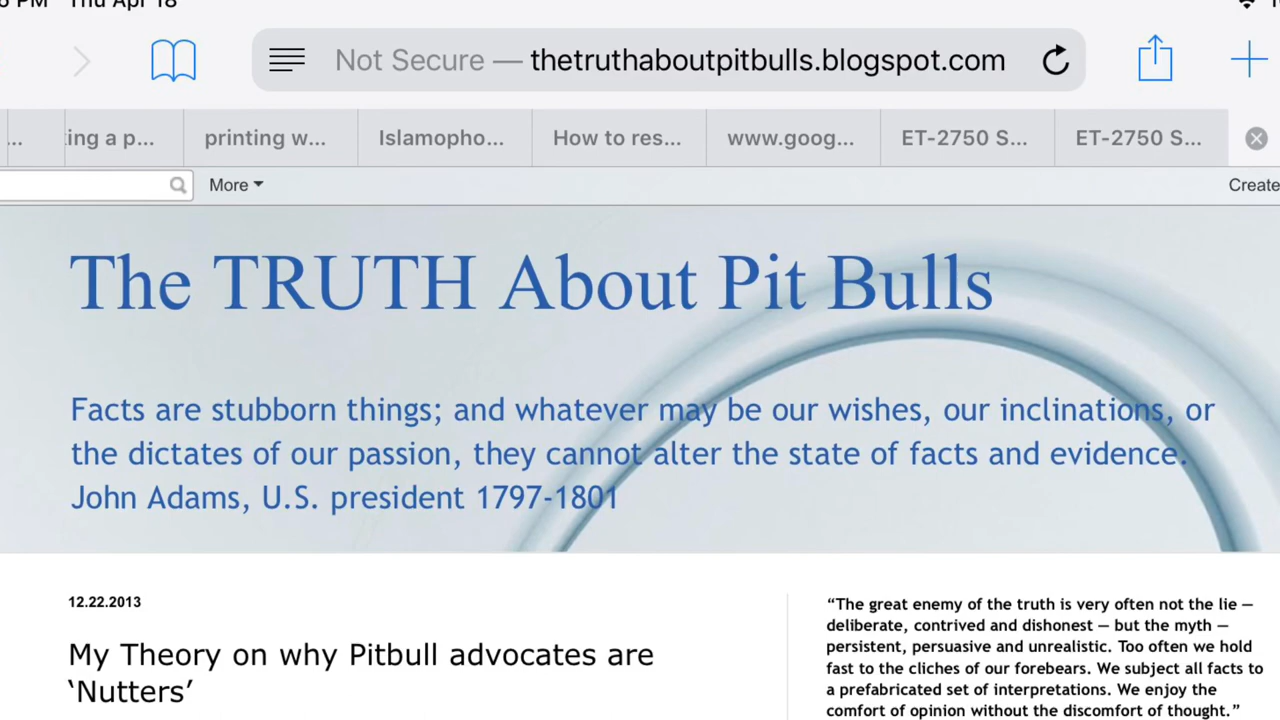 Thu Apr 18
Not Secure — thetruthaboutpitbulls.blogspot.com
... ing a p... printing w... Islamopho... How to res... www.goog... ET-2750 S... ET-2750 S...
More Create
The TRUTH About Pit Bulls
Facts are stubborn things; and whatever may be our wishes, our inclinations, or
the dictates of our passion, they cannot alter the state of facts and evidence.
John Adams, U.S. president 1797-1801
12.22.2013
My Theory on why Pitbull advocates are
‘Nutters’
“The great enemy of the truth is very often not the lie —
deliberate, contrived and dishonest — but the myth —
persistent, persuasive and unrealistic. Too often we hold
fast to the cliches of our forebears. We subject all facts to
a prefabricated set of interpretations. We enjoy the
comfort of opinion without the discomfort of thought.”